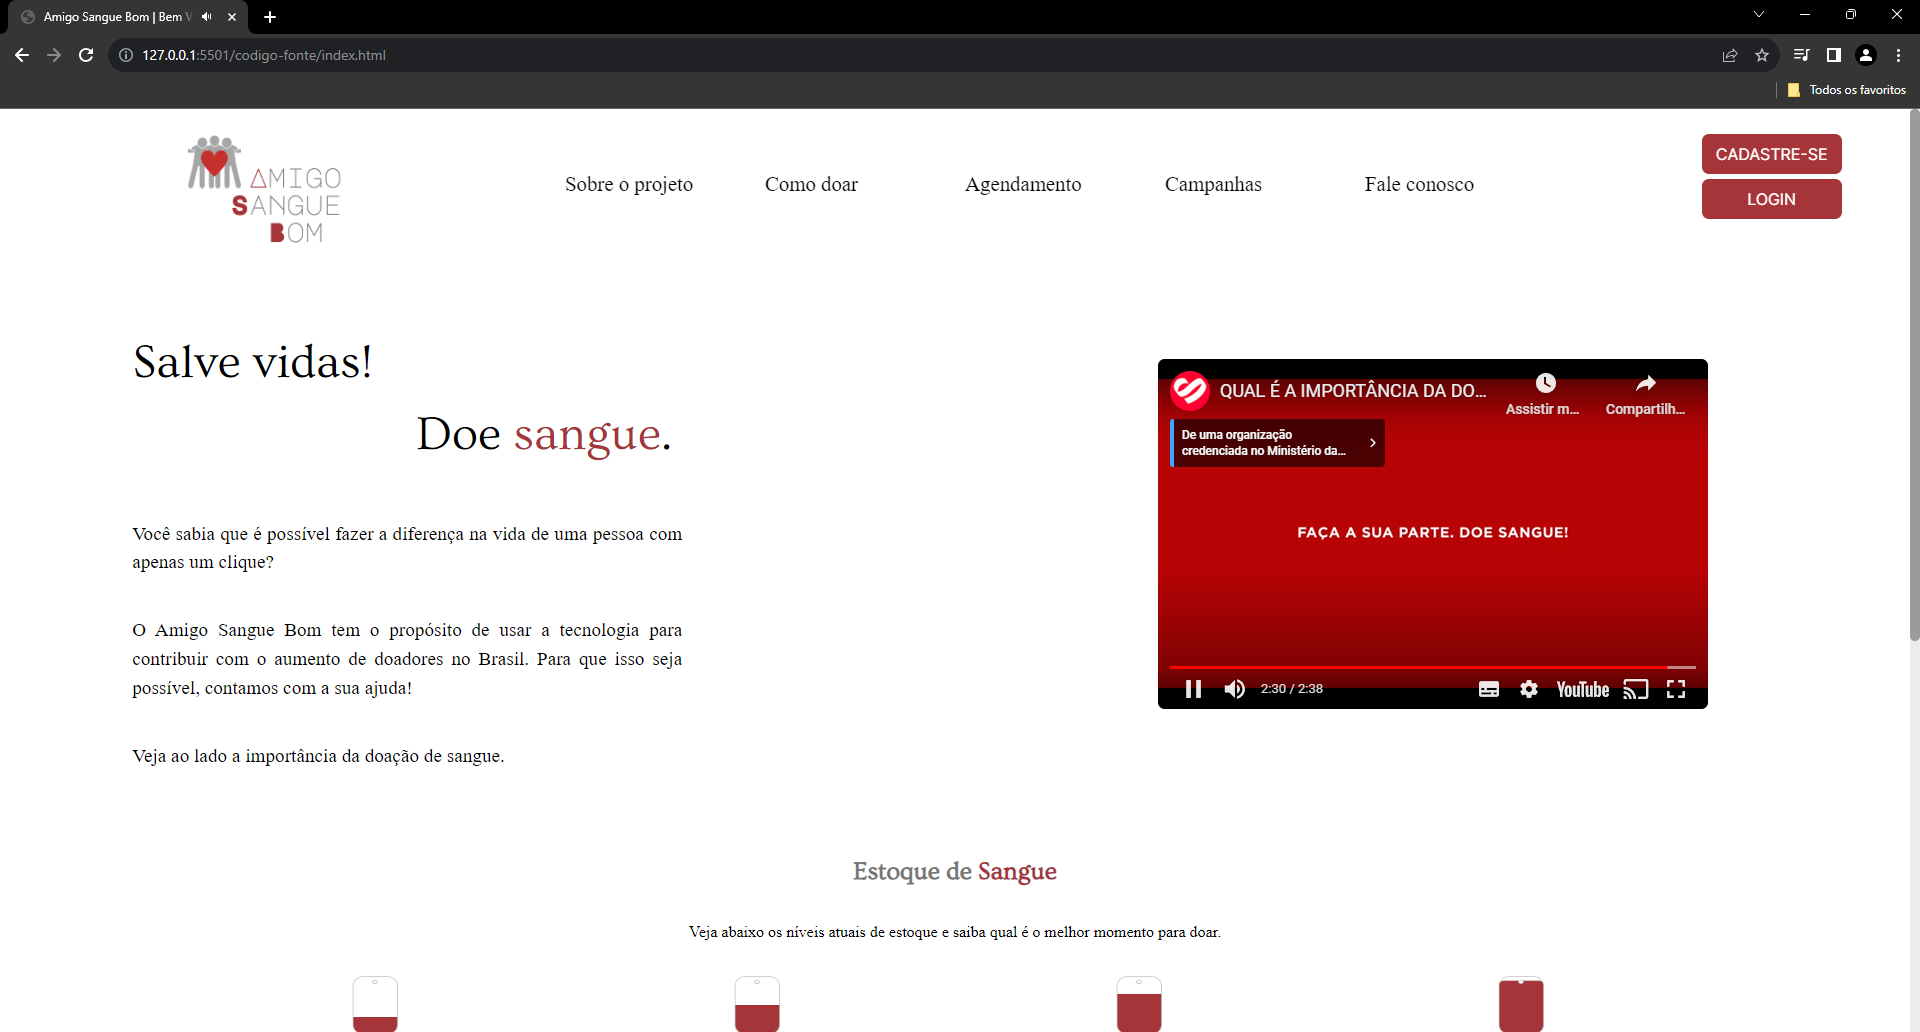 Amigo Sangue Bom | Bem V
127.0.0.1:5501/codigo-fonte/index.html
Todos os favoritos
AMIGO
SANGUE
BOM
Sobre o projeto
Como doar
Agendamento
Campanhas
Fale conosco
CADASTRE-SE
LOGIN
Salve vidas!
Doe sangue.
Você sabia que é possível fazer a diferença na vida de uma pessoa com
apenas um clique?
O Amigo Sangue Bom tem o propósito de usar a tecnologia para
contribuir com o aumento de doadores no Brasil. Para que isso seja
possível, contamos com a sua ajuda!
Veja ao lado a importância da doação de sangue.
QUAL É A IMPORTÂNCIA DA DO...
Assistir m...
Compartilh...
De uma organização
credenciada no Ministério da...
FAÇA A SUA PARTE. DOE SANGUE!
2:30 / 2:38
YouTube
Estoque de Sangue
Veja abaixo os níveis atuais de estoque e saiba qual é o melhor momento para doar.